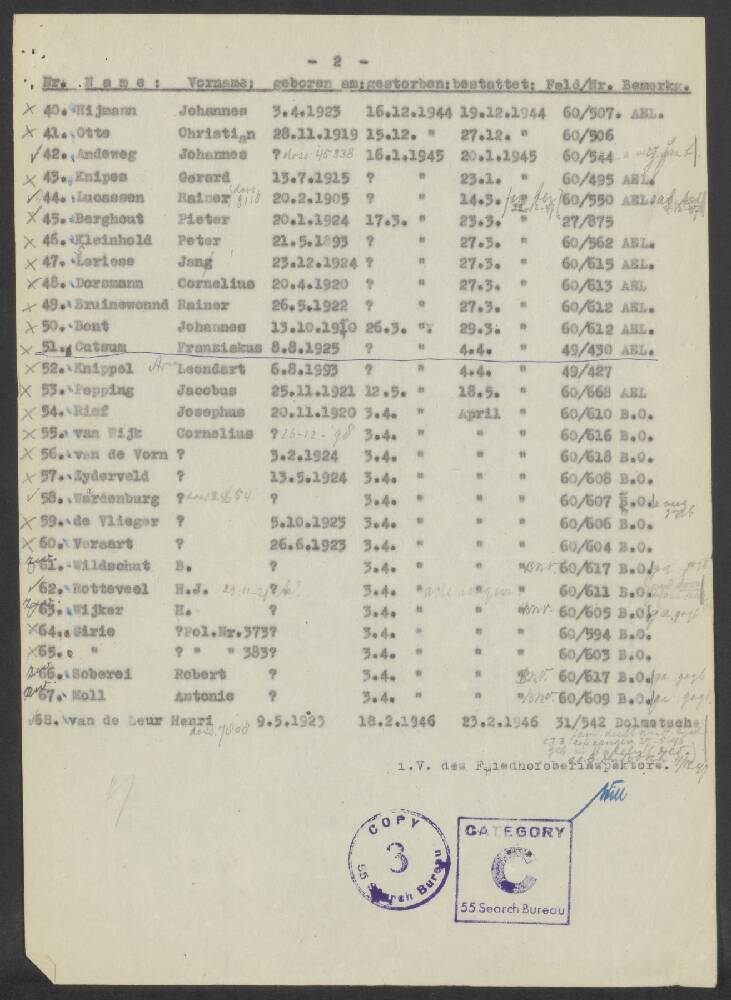 - 2 -
Nr. Name: Vorname: geboren am: gestorben: bestattet: Feld/Nr. Bemerkg.
x 40. Hijmann Johannes 3.4.1923 16.12.1944 19.12.1944 60/507. AEL.
x 41. Otte Christian 28.11.1919 15.12. " 27.12. " 60/506
✓ 42. Andeweg Johannes ? doss 45838 16.1.1945 20.1.1945 60/544
x 43. Knipes Gerard 13.7.1915 ? " 23.1. " 60/495 AEL.
✓ 44. Lucassen Rainer 20.2.1905 ? " 14.3. 60/550 AEL.
x 45. Berghout Pieter 20.1.1924 17.3. " 23.3. " 27/875
x 46. Kleinhold Peter 21.5.1893 ? " 27.3. " 60/562 AEL.
x 47. Leriese Jang 23.12.1924 ? " 27.3. " 60/615 AEL.
x 48. Dorsmann Cornelius 20.4.1920 ? " 27.3. " 60/613 AEL
x 49. Bruinewonnd Rainer 26.5.1922 ? " 27.3. " 60/612 AEL.
x 50. Bont Johannes 13.10.1910 26.3. ". 29.3. " 60/612 AEL.
x 51. Cutsum Franziskus 8.8.1925 ? " 4.4. " 49/430 AEL.
x 52. Knippel Leondart 6.8.1993 ? " 4.4. " 49/427
x 53. Pepping Jacobus 25.11.1921 12.5. " 18.5. " 60/668 AEL
x 54. Rief Josephus 20.11.1920 3.4. " April " 60/610 B.O.
x 55. van Wijk Cornelius ? 26-12-'98 3.4. " " " 60/616 B.O.
x 56. van de Vorn ? 3.2.1924 3.4. " " " 60/618 B.O.
x 57. Zyderveld ? 13.5.1924 3.4. " " " 60/608 B.O.
✓ 58. Wardenburg ? ? 3.4. " " " 60/607 B.O.
x 59. de Vlieger ? 5.10.1923 3.4. " " " 60/606 B.O.
x 60. Veraart ? 26.6.1923 3.4. " " " 60/604 B.O.
61. Wildschut B. ? 3.4. " " " 60/617 B.O.
✓ 62. Rotteveel H.J. ? 3.4. " " 60/611 B.O.
63. Wijker H. ? 3.4. " " " 60/605 B.O.
x 64. Sirie ?Pol.Nr.373? 3.4. " " " 60/594 B.O.
x 65. " ? " " 383? 3.4. " " " 60/603 B.O.
66. Soberei Robert ? 3.4. " " " 60/617 B.O.
67. Moll Antonie ? 3.4. " " " 60/609 B.O.
✓ 68. van de Leur Henri 9.5.1923 18.2.1946 23.2.1946 31/542 Dolmetscher
i.V. des Friedhofoberinspektors.
COPY
3
55 Search Bureau
CATEGORY
C
55 Search Bureau